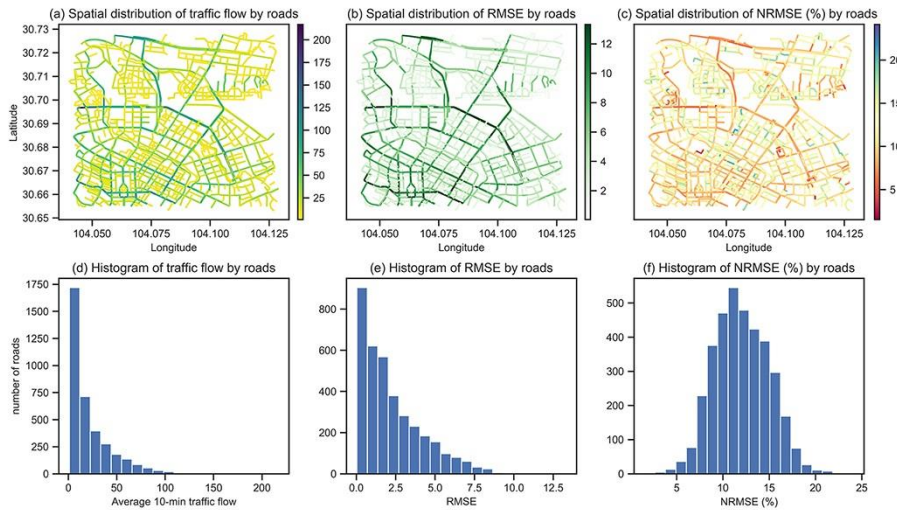 (a) Spatial distribution of traffic flow by roads
(b) Spatial distribution of RMSE by roads
(c) Spatial distribution of NRMSE (%) by roads
30.73
30.72
30.71
30.70
30.69
30.68
30.67
30.66
30.65
Latitude
200
175
150
125
100
75
50
25
12
10
8
6
4
2
20
15
10
5
104.050 104.075 104.100 104.125
104.050 104.075 104.100 104.125
104.050 104.075 104.100 104.125
Longitude
Longitude
Longitude
(d) Histogram of traffic flow by roads
(e) Histogram of RMSE by roads
(f) Histogram of NRMSE (%) by roads
number of roads
1750
1500
1250
1000
750
500
250
0
800
600
400
200
0
500
400
300
200
100
0
0 50 100 150 200
0.0 2.5 5.0 7.5 10.0 12.5
5 10 15 20 25
Average 10-min traffic flow
RMSE
NRMSE (%)